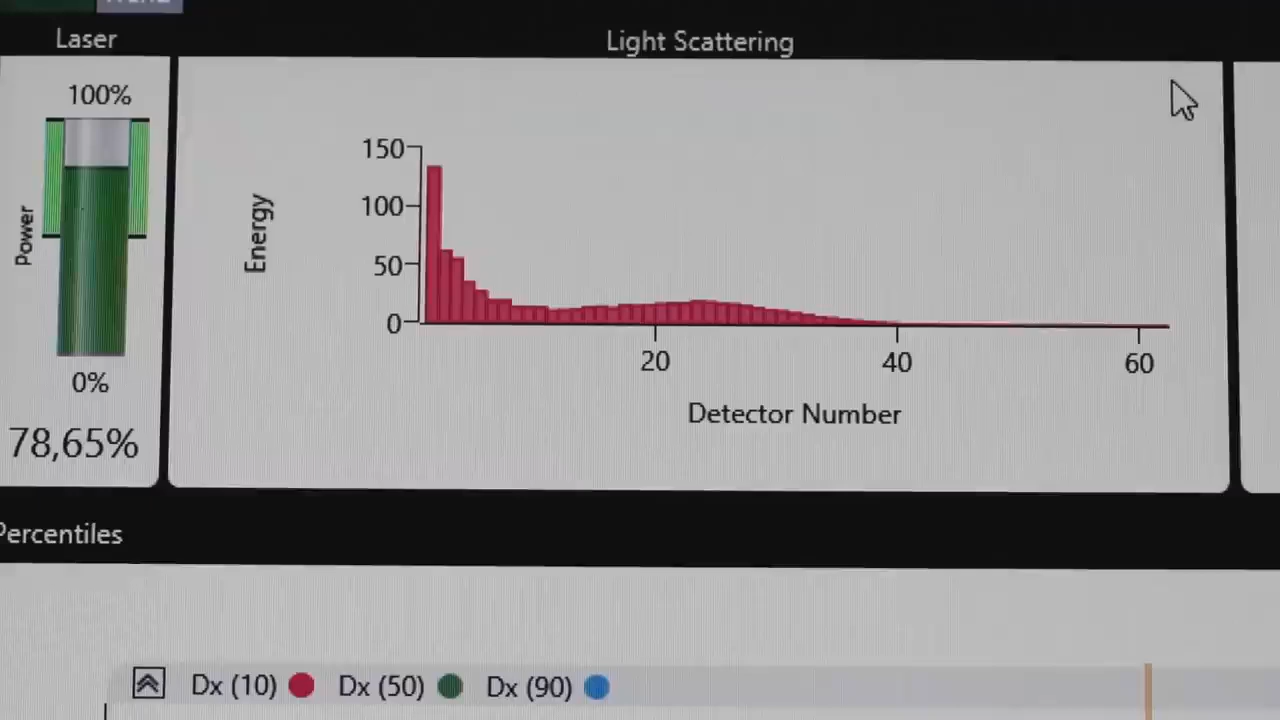 Laser
Light Scattering
100%
Power
0%
78,65%
Energy
150
100
50
0
20
40
60
Detector Number
Percentiles
Dx (10)
Dx (50)
Dx (90)